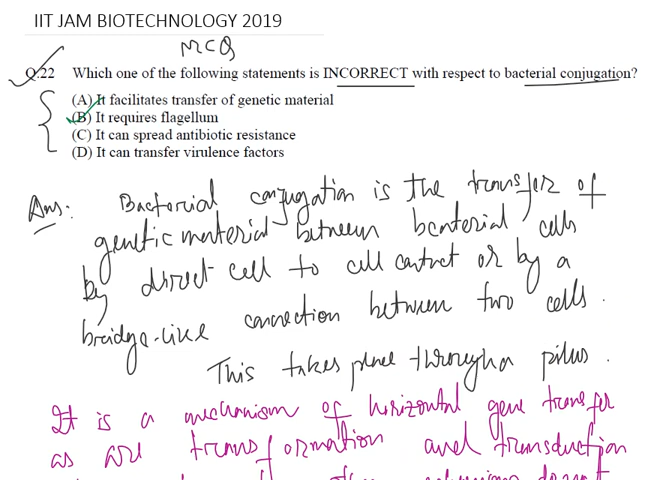 IIT JAM BIOTECHNOLOGY 2019
MCQ
Q.22 Which one of the following statements is INCORRECT with respect to bacterial conjugation?
(A) It facilitates transfer of genetic material
(B) It requires flagellum
(C) It can spread antibiotic resistance
(D) It can transfer virulence factors
Ans: Bacterial conjugation is the transfer of
genetic material between bacterial cells
by direct cell to cell contact or by a
bridge-like connection between two cells.
This takes place through a pilus.
It is a mechanism of horizontal gene transfer
as are transformation and transduction